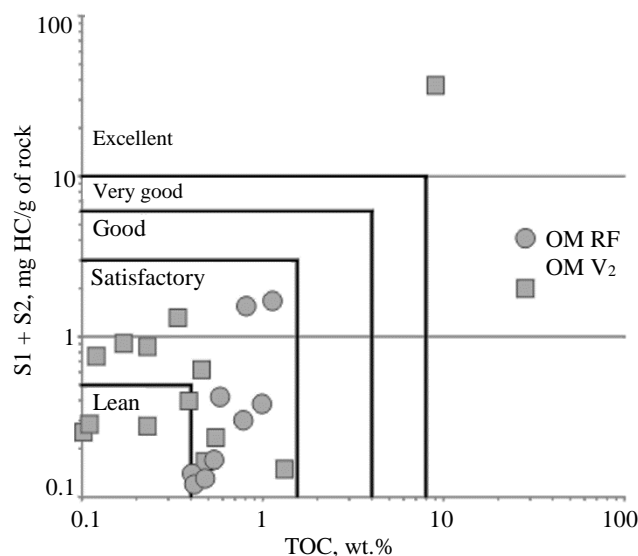 100
Excellent
10
Very good
Good
OM RF
OM V₂
Satisfactory
1
Lean
0.1
0.1 1 10 100
TOC, wt.%
S1 + S2, mg HC/g of rock